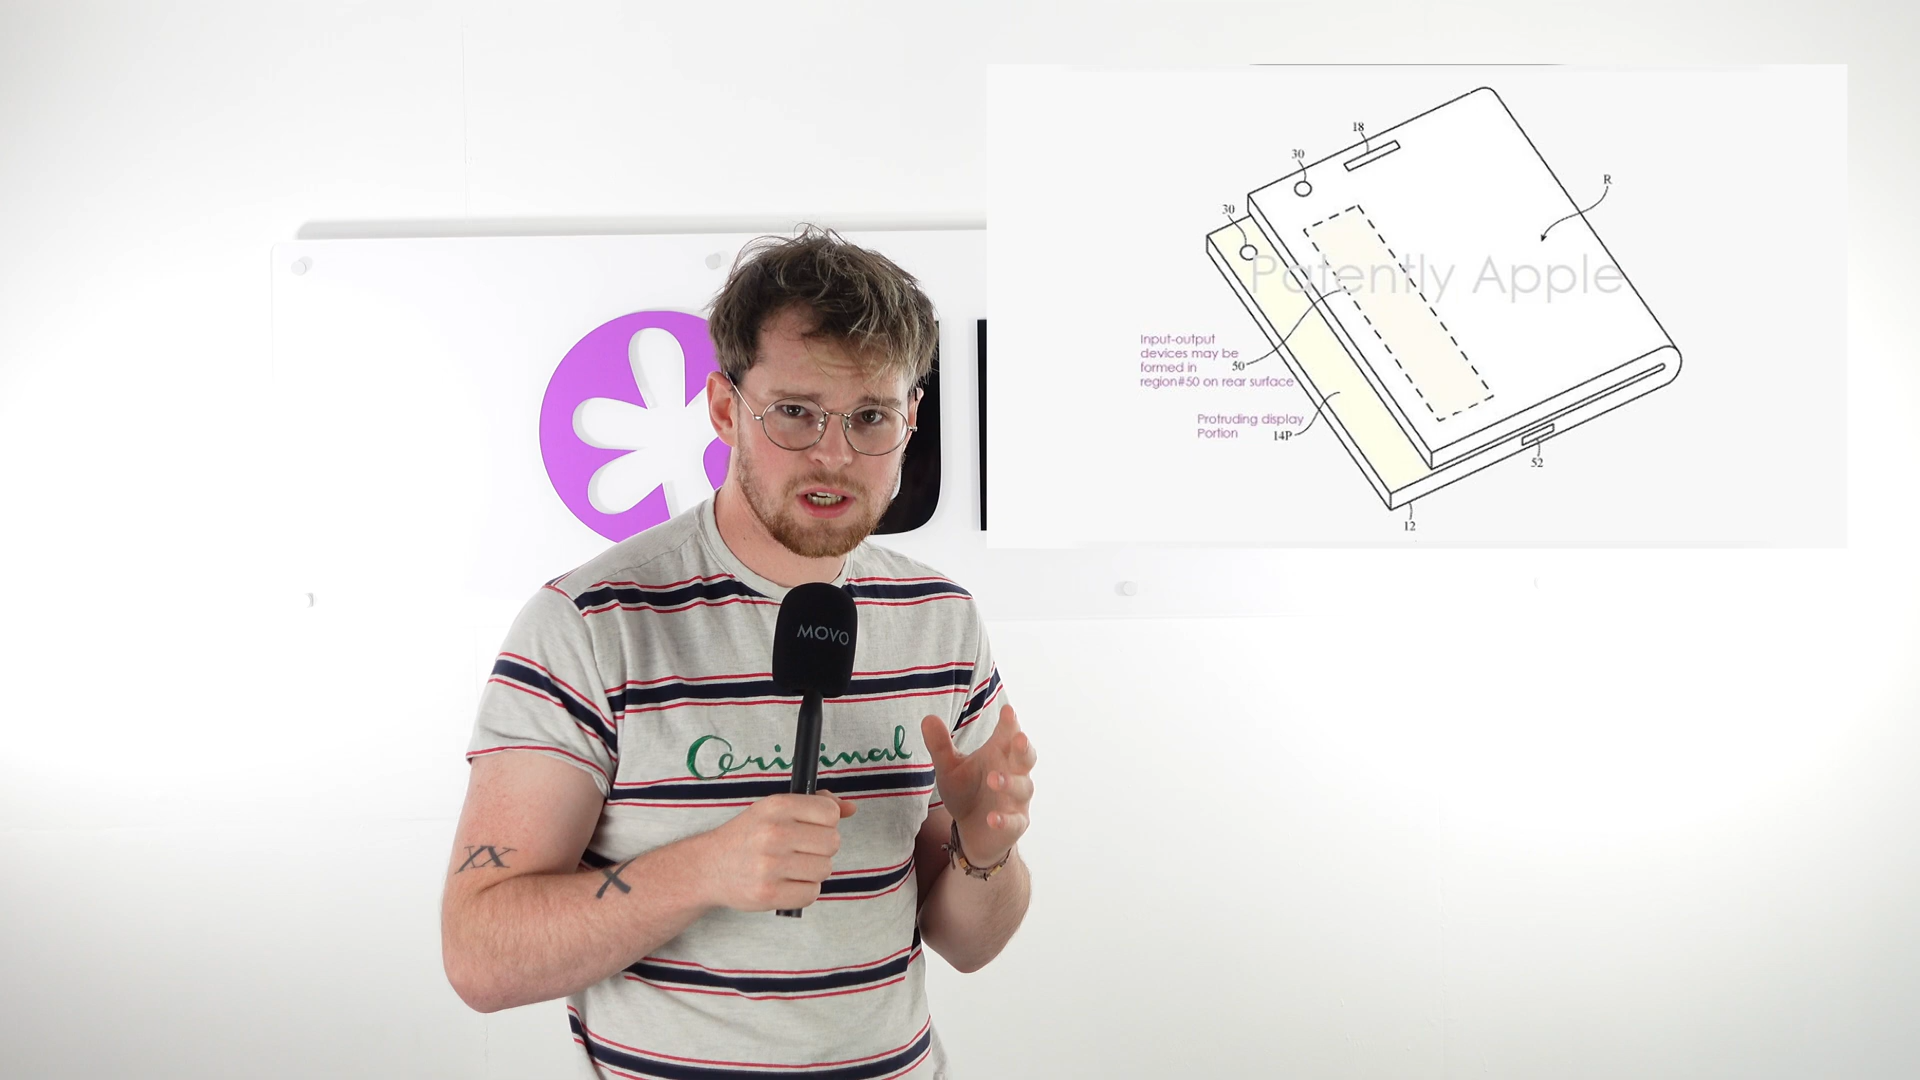 18
30
30
R
Patently Apple
Input-output
devices may be
formed in
region#50 on rear surface
50
Protruding display
Portion
14P
52
12
MOVO
Original
XX
X